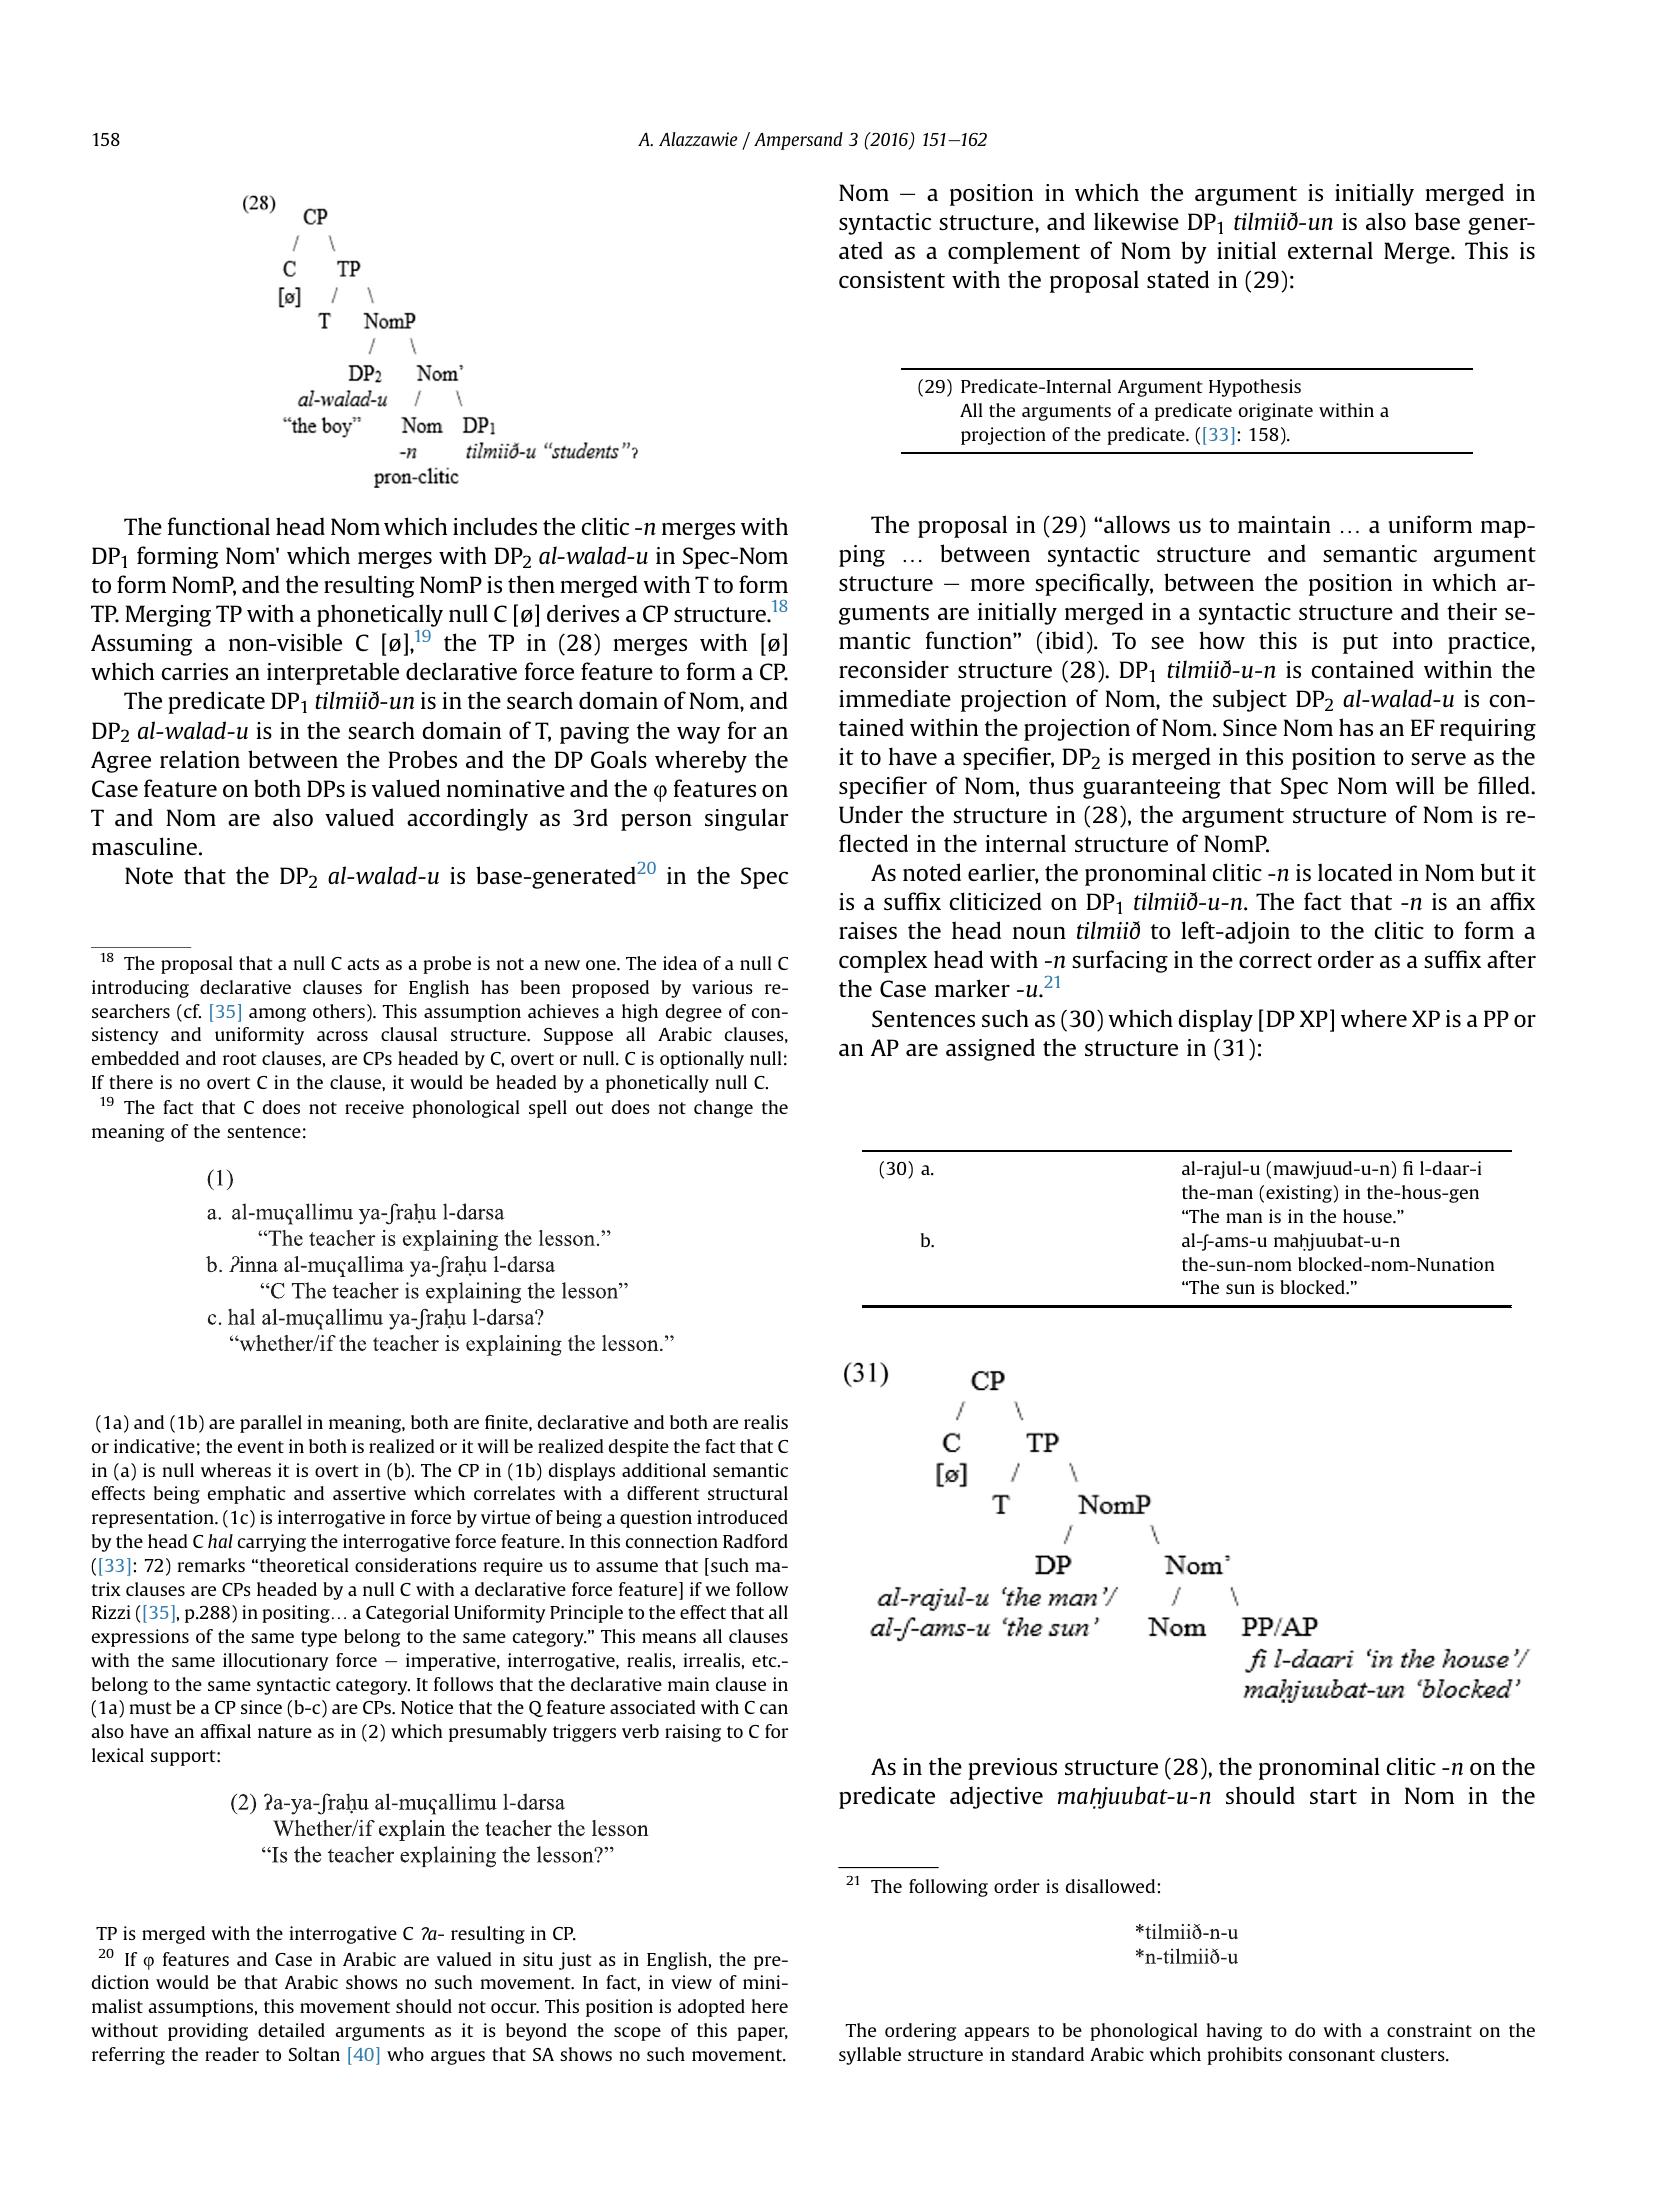 158
A. Alazzawie / Ampersand 3 (2016) 151–162
(28)
CP
/ \
C TP
[ø] / \
T NomP
/ \
DP₂ Nom’
al-walad-u / \
“the boy” Nom DP₁
-n tilmiið-u “students”ʔ
pron-clitic
The functional head Nom which includes the clitic -n merges with
DP₁ forming Nom' which merges with DP₂ al-walad-u in Spec-Nom
to form NomP, and the resulting NomP is then merged with T to form
TP. Merging TP with a phonetically null C [ø] derives a CP structure.¹⁸
Assuming a non-visible C [ø],¹⁹ the TP in (28) merges with [ø]
which carries an interpretable declarative force feature to form a CP.
The predicate DP₁ tilmiið-un is in the search domain of Nom, and
DP₂ al-walad-u is in the search domain of T, paving the way for an
Agree relation between the Probes and the DP Goals whereby the
Case feature on both DPs is valued nominative and the φ features on
T and Nom are also valued accordingly as 3rd person singular
masculine.
Note that the DP₂ al-walad-u is base-generated²⁰ in the Spec
¹⁸ The proposal that a null C acts as a probe is not a new one. The idea of a null C
introducing declarative clauses for English has been proposed by various re-
searchers (cf. [35] among others). This assumption achieves a high degree of con-
sistency and uniformity across clausal structure. Suppose all Arabic clauses,
embedded and root clauses, are CPs headed by C, overt or null. C is optionally null:
If there is no overt C in the clause, it would be headed by a phonetically null C.
¹⁹ The fact that C does not receive phonological spell out does not change the
meaning of the sentence:
(1)
a. al-muçallimu ya-ʃraḥu l-darsa
“The teacher is explaining the lesson.”
b. ʔinna al-muçallima ya-ʃraḥu l-darsa
“C The teacher is explaining the lesson”
c. hal al-muçallimu ya-ʃraḥu l-darsa?
“whether/if the teacher is explaining the lesson.”
(1a) and (1b) are parallel in meaning, both are finite, declarative and both are realis
or indicative; the event in both is realized or it will be realized despite the fact that C
in (a) is null whereas it is overt in (b). The CP in (1b) displays additional semantic
effects being emphatic and assertive which correlates with a different structural
representation. (1c) is interrogative in force by virtue of being a question introduced
by the head C hal carrying the interrogative force feature. In this connection Radford
([33]: 72) remarks “theoretical considerations require us to assume that [such ma-
trix clauses are CPs headed by a null C with a declarative force feature] if we follow
Rizzi ([35], p.288) in positing… a Categorial Uniformity Principle to the effect that all
expressions of the same type belong to the same category.” This means all clauses
with the same illocutionary force – imperative, interrogative, realis, irrealis, etc.-
belong to the same syntactic category. It follows that the declarative main clause in
(1a) must be a CP since (b-c) are CPs. Notice that the Q feature associated with C can
also have an affixal nature as in (2) which presumably triggers verb raising to C for
lexical support:
(2) ʔa-ya-ʃraḥu al-muçallimu l-darsa
Whether/if explain the teacher the lesson
“Is the teacher explaining the lesson?”
TP is merged with the interrogative C ʔa- resulting in CP.
²⁰ If φ features and Case in Arabic are valued in situ just as in English, the pre-
diction would be that Arabic shows no such movement. In fact, in view of mini-
malist assumptions, this movement should not occur. This position is adopted here
without providing detailed arguments as it is beyond the scope of this paper,
referring the reader to Soltan [40] who argues that SA shows no such movement.
Nom – a position in which the argument is initially merged in
syntactic structure, and likewise DP₁ tilmiið-un is also base gener-
ated as a complement of Nom by initial external Merge. This is
consistent with the proposal stated in (29):
(29) Predicate-Internal Argument Hypothesis
All the arguments of a predicate originate within a
projection of the predicate. ([33]: 158).
The proposal in (29) “allows us to maintain … a uniform map-
ping … between syntactic structure and semantic argument
structure – more specifically, between the position in which ar-
guments are initially merged in a syntactic structure and their se-
mantic function” (ibid). To see how this is put into practice,
reconsider structure (28). DP₁ tilmiið-u-n is contained within the
immediate projection of Nom, the subject DP₂ al-walad-u is con-
tained within the projection of Nom. Since Nom has an EF requiring
it to have a specifier, DP₂ is merged in this position to serve as the
specifier of Nom, thus guaranteeing that Spec Nom will be filled.
Under the structure in (28), the argument structure of Nom is re-
flected in the internal structure of NomP.
As noted earlier, the pronominal clitic -n is located in Nom but it
is a suffix cliticized on DP₁ tilmiið-u-n. The fact that -n is an affix
raises the head noun tilmiið to left-adjoin to the clitic to form a
complex head with -n surfacing in the correct order as a suffix after
the Case marker -u.²¹
Sentences such as (30) which display [DP XP] where XP is a PP or
an AP are assigned the structure in (31):
(30) a. al-rajul-u (mawjuud-u-n) fi l-daar-i
the-man (existing) in the-hous-gen
“The man is in the house.”
b. al-ʃ-ams-u maḥjuubat-u-n
the-sun-nom blocked-nom-Nunation
“The sun is blocked.”
(31)
CP
/ \
C TP
[ø] / \
T NomP
/ \
DP Nom’
al-rajul-u ‘the man’/ / \
al-ʃ-ams-u ‘the sun’ Nom PP/AP
fi l-daari ‘in the house’/
maḥjuubat-un ‘blocked’
As in the previous structure (28), the pronominal clitic -n on the
predicate adjective maḥjuubat-u-n should start in Nom in the
²¹ The following order is disallowed:
*tilmiið-n-u
*n-tilmiið-u
The ordering appears to be phonological having to do with a constraint on the
syllable structure in standard Arabic which prohibits consonant clusters.